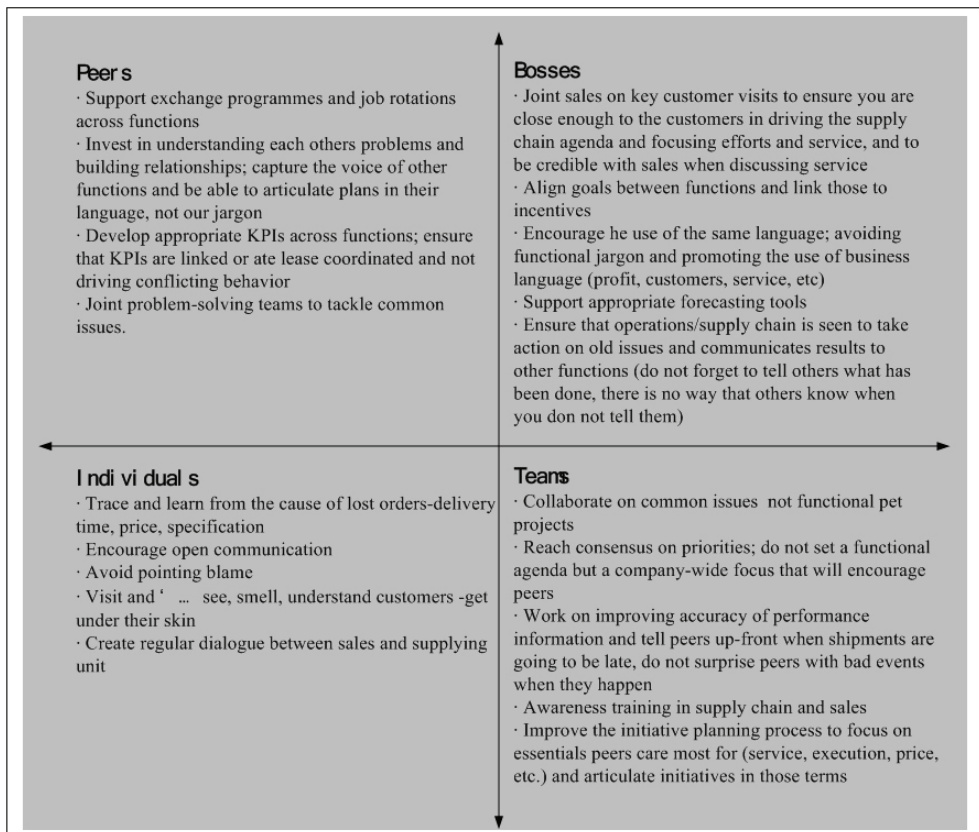 Peers
· Support exchange programmes and job rotations
across functions
· Invest in understanding each others problems and
building relationships; capture the voice of other
functions and be able to articulate plans in their
language, not our jargon
· Develop appropriate KPIs across functions; ensure
that KPIs are linked or ate lease coordinated and not
driving conflicting behavior
· Joint problem-solving teams to tackle common
issues.
Bosses
· Joint sales on key customer visits to ensure you are
close enough to the customers in driving the supply
chain agenda and focusing efforts and service, and to
be credible with sales when discussing service
· Align goals between functions and link those to
incentives
· Encourage he use of the same language; avoiding
functional jargon and promoting the use of business
language (profit, customers, service, etc)
· Support appropriate forecasting tools
· Ensure that operations/supply chain is seen to take
action on old issues and communicates results to
other functions (do not forget to tell others what has
been done, there is no way that others know when
you don not tell them)
Individuals
· Trace and learn from the cause of lost orders-delivery
time, price, specification
· Encourage open communication
· Avoid pointing blame
· Visit and ‘ … see, smell, understand customers -get
under their skin
· Create regular dialogue between sales and supplying
unit
Teams
· Collaborate on common issues not functional pet
projects
· Reach consensus on priorities; do not set a functional
agenda but a company-wide focus that will encourage
peers
· Work on improving accuracy of performance
information and tell peers up-front when shipments are
going to be late, do not surprise peers with bad events
when they happen
· Awareness training in supply chain and sales
· Improve the initiative planning process to focus on
essentials peers care most for (service, execution, price,
etc.) and articulate initiatives in those terms